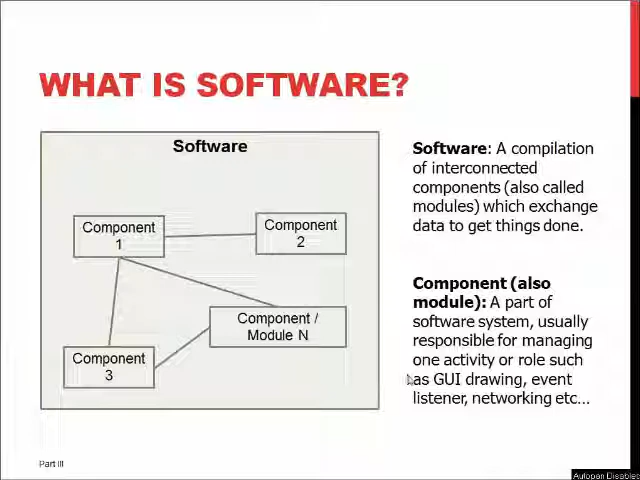 WHAT IS SOFTWARE?
Software
Component
1
Component
2
Component /
Module N
Component
3
Software: A compilation
of interconnected
components (also called
modules) which exchange
data to get things done.
Component (also
module): A part of
software system, usually
responsible for managing
one activity or role such
as GUI drawing, event
listener, networking etc...
Part III
Autopan Disabled